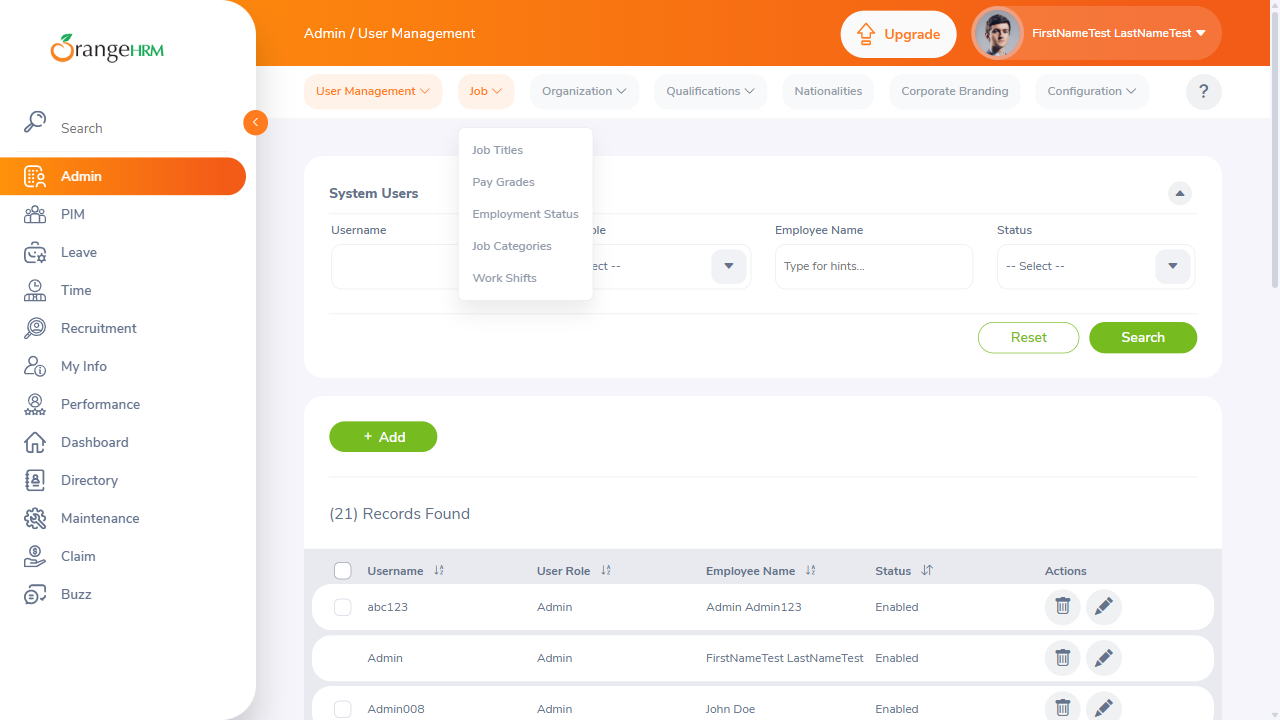 OrangeHRM
Admin / User Management
Upgrade
FirstNameTest LastNameTest
User Management
Job
Organization
Qualifications
Nationalities
Corporate Branding
Configuration
?
Search
Admin
PIM
Leave
Time
Recruitment
My Info
Performance
Dashboard
Directory
Maintenance
Claim
Buzz
Job Titles
Pay Grades
Employment Status
Job Categories
Work Shifts
System Users
Username
ole
Employee Name
Status
ect --
Type for hints...
-- Select --
Reset
Search
+ Add
(21) Records Found
Username
User Role
Employee Name
Status
Actions
abc123 Admin Admin Admin123 Enabled
Admin Admin FirstNameTest LastNameTest Enabled
Admin008 Admin John Doe Enabled